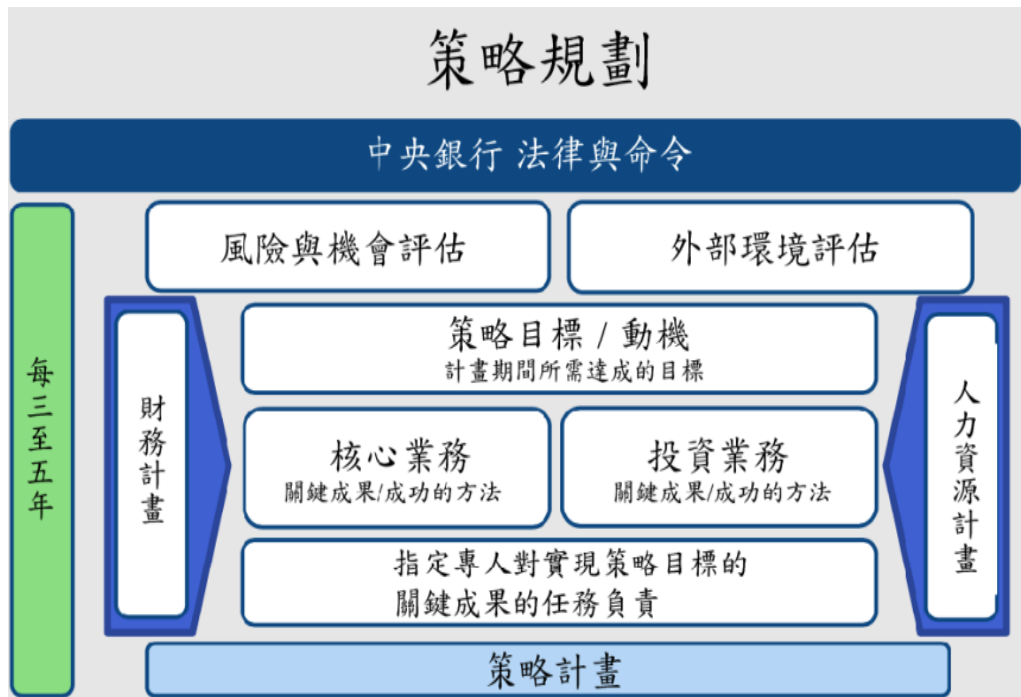 策略規劃
中央銀行 法律與命令
風險與機會評估
外部環境評估
每三至五年
財務計畫
策略目標 / 動機
計畫期間所需達成的目標
核心業務
關鍵成果/成功的方法
投資業務
關鍵成果/成功的方法
指定專人對實現策略目標的
關鍵成果的任務負責
人力資源計畫
策略計畫